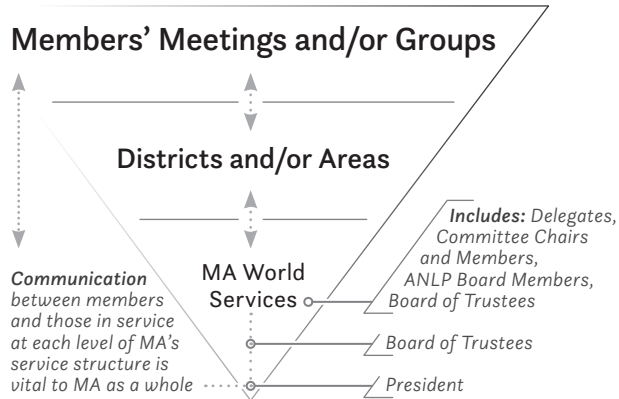 Members’ Meetings and/or Groups
Districts and/or Areas
MA World
Services
Includes: Delegates,
Committee Chairs
and Members,
ANLP Board Members,
Board of Trustees
Communication
between members
and those in service
at each level of MA’s
service structure is
vital to MA as a whole
Board of Trustees
President